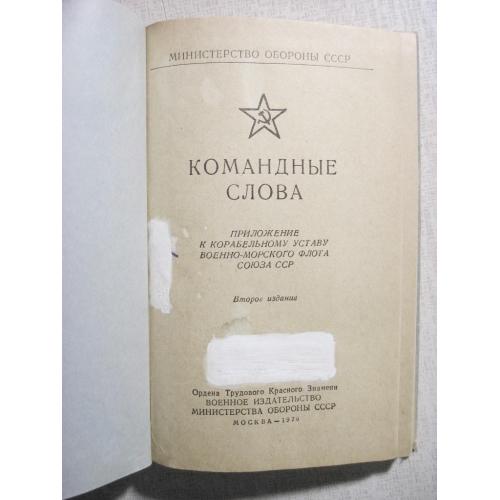 МИНИСТЕРСТВО ОБОРОНЫ СССР
КОМАНДНЫЕ
СЛОВА
ПРИЛОЖЕНИЕ
К КОРАБЕЛЬНОМУ УСТАВУ
ВОЕННО-МОРСКОГО ФЛОТА
СОЮЗА ССР
Второе издание
Ордена Трудового Красного Знамени
ВОЕННОЕ ИЗДАТЕЛЬСТВО
МИНИСТЕРСТВА ОБОРОНЫ СССР
МОСКВА—1970